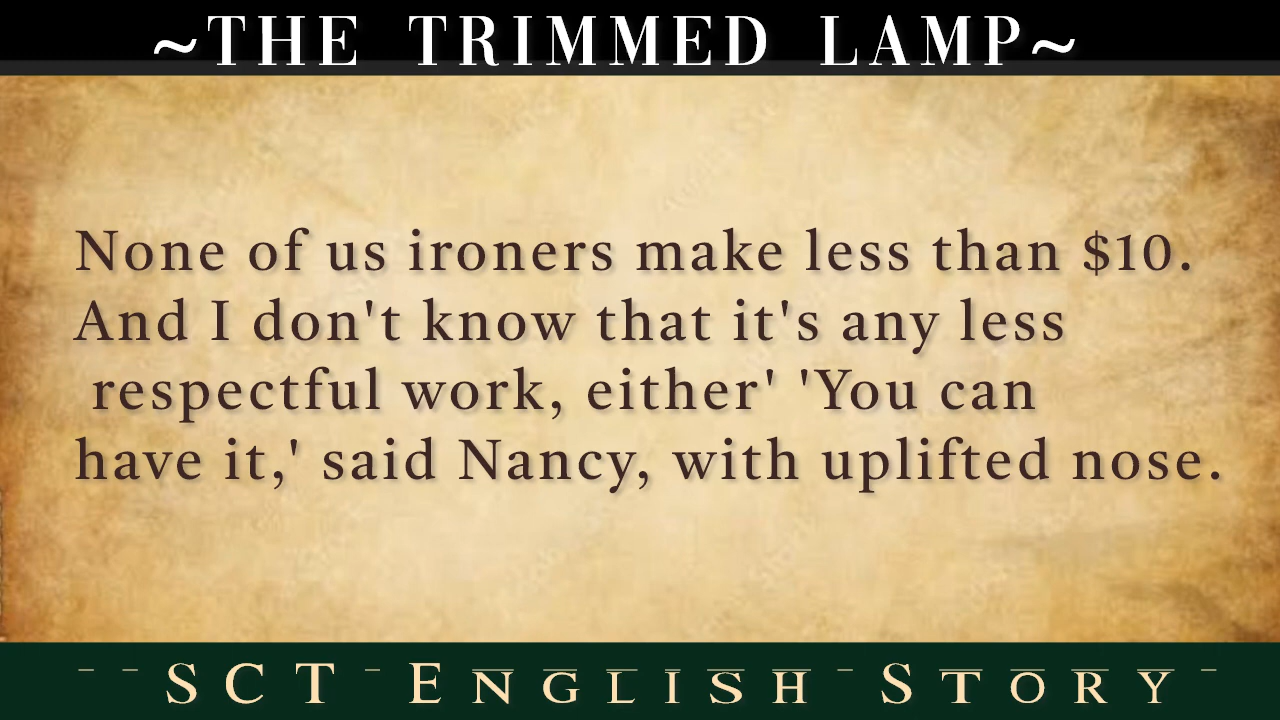 ~THE TRIMMED LAMP~
None of us ironers make less than $10.
And I don't know that it's any less
respectful work, either' 'You can
have it,' said Nancy, with uplifted nose.
SCT English Story